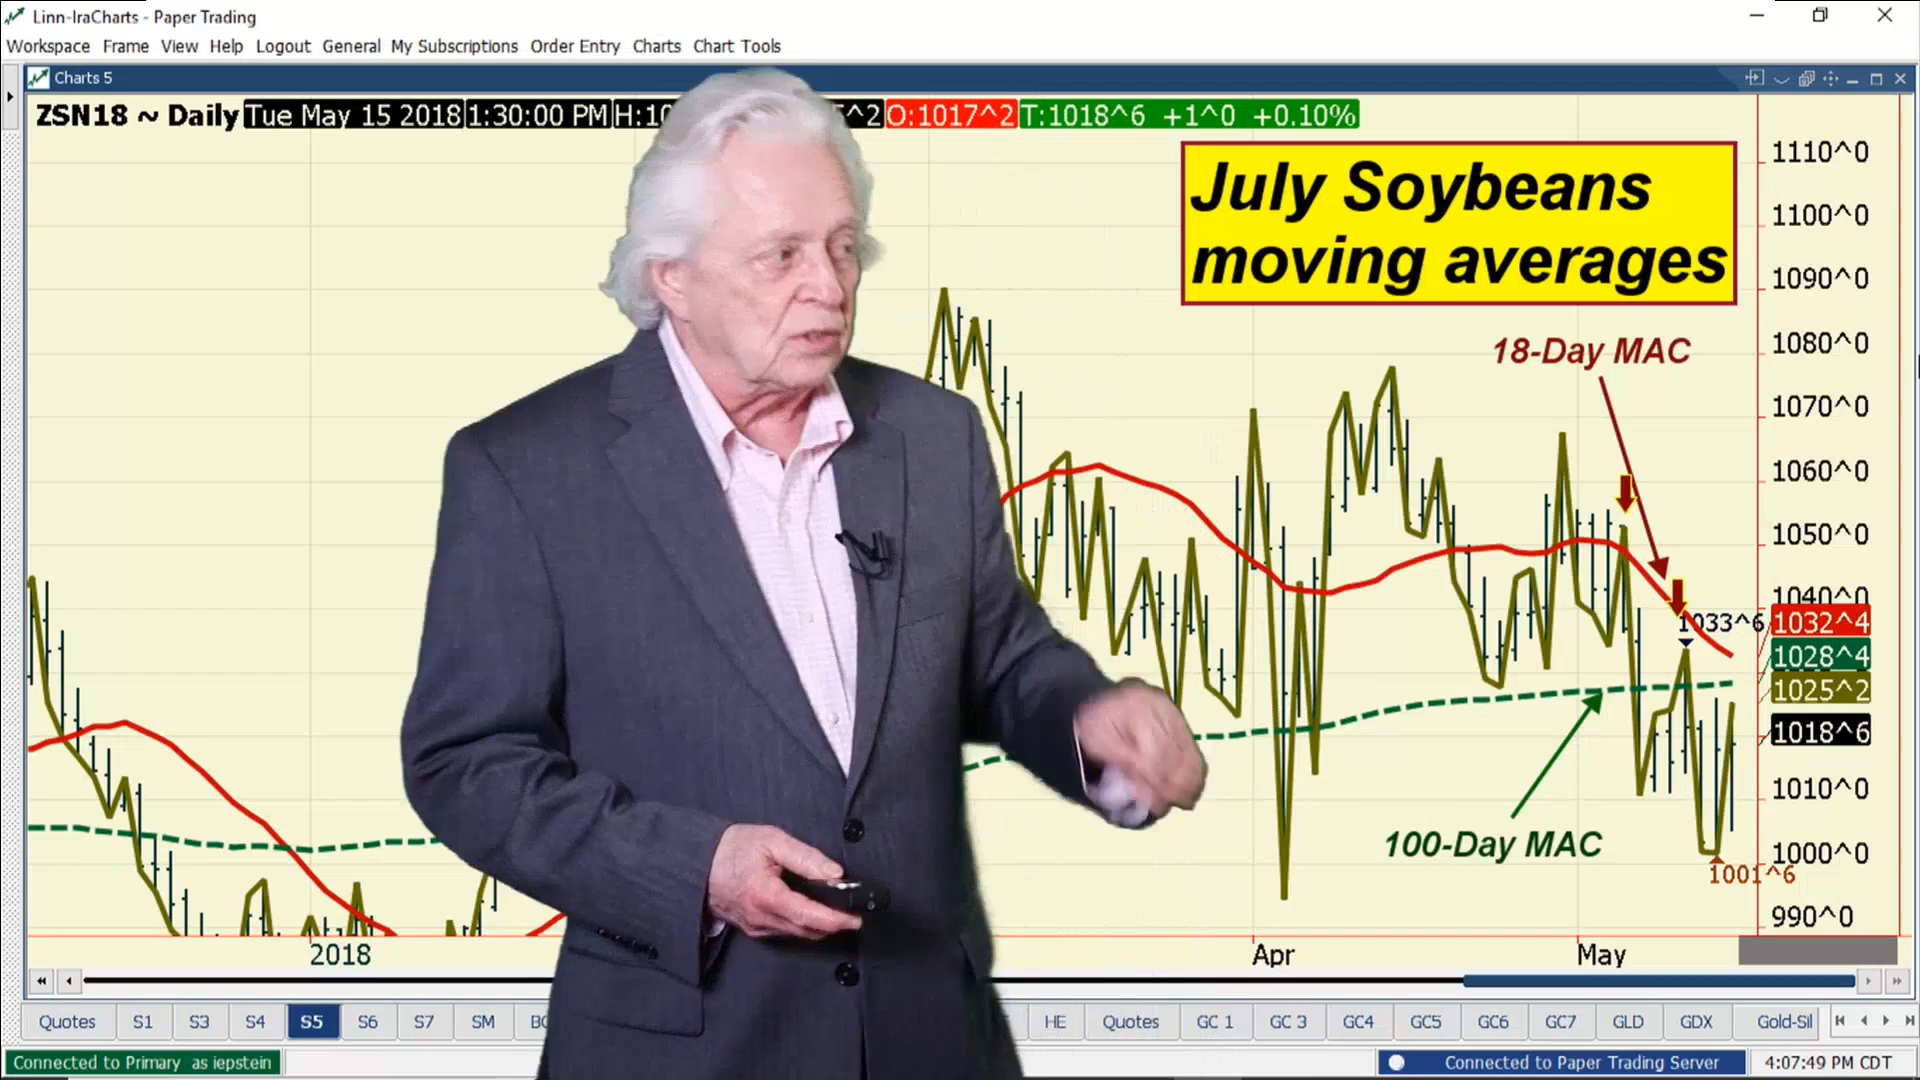 Linn-IraCharts - Paper Trading
Workspace Frame View Help Logout General My Subscriptions Order Entry Charts Chart Tools
Charts 5
ZSN18 ~ Daily Tue May 15 2018 1:30:00 PM H:10 ^2 O:1017^2 T:1018^6 +1^0 +0.10%
July Soybeans
moving averages
18-Day MAC
100-Day MAC
1033^6
1001^6
1110^0
1100^0
1090^0
1080^0
1070^0
1060^0
1050^0
1040^0
1032^4
1028^4
1025^2
1018^6
1010^0
1000^0
990^0
2018 Apr May
Quotes S1 S3 S4 S5 S6 S7 SM HE Quotes GC 1 GC 3 GC4 GC5 GC6 GC7 GLD GDX Gold-Sil
Connected to Primary as iepstein Connected to Paper Trading Server 4:07:49 PM CDT